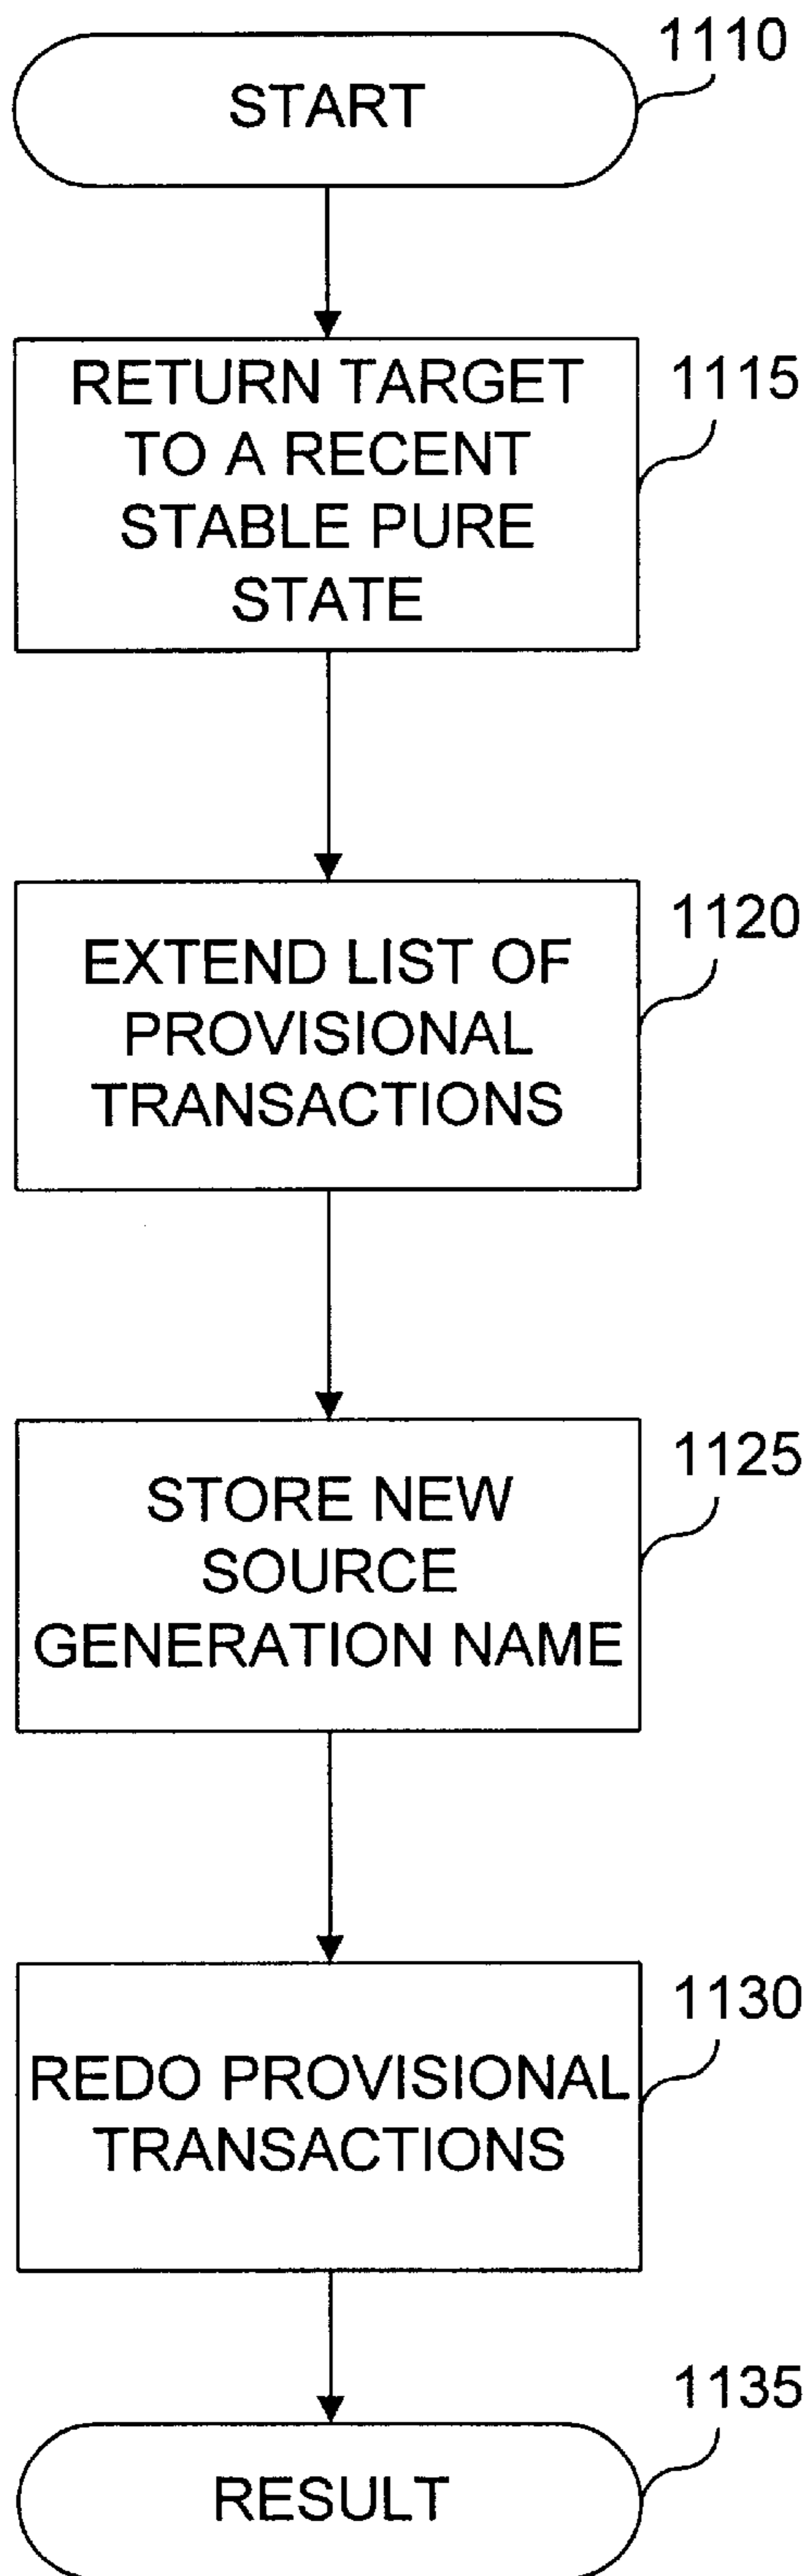 1110
START
1115
RETURN TARGET
TO A RECENT
STABLE PURE
STATE
1120
EXTEND LIST OF
PROVISIONAL
TRANSACTIONS
1125
STORE NEW
SOURCE
GENERATION NAME
1130
REDO PROVISIONAL
TRANSACTIONS
1135
RESULT